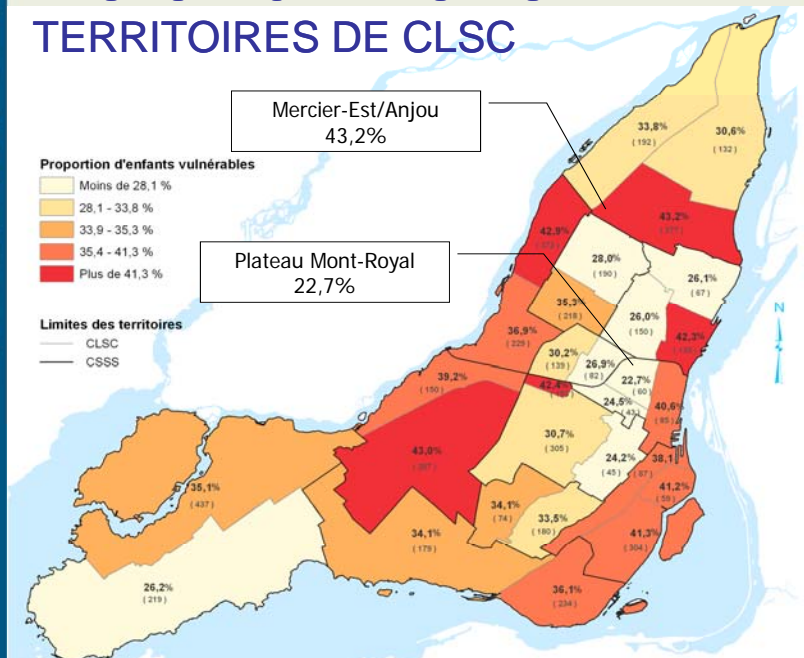 TERRITOIRES DE CLSC
Mercier-Est/Anjou
43,2%
Plateau Mont-Royal
22,7%
Proportion d'enfants vulnérables
Moins de 28,1 %
28,1 - 33,8 %
33,9 - 35,3 %
35,4 - 41,3 %
Plus de 41,3 %
Limites des territoires
CLSC
CSSS
N
33,8%
( 192 )
30,6%
( 132 )
43,2%
42,9%
28,0%
( 190 )
26,1%
( 67 )
35,3%
( 218 )
26,0%
( 150 )
42,3%
36,9%
( 229 )
30,2%
( 139 )
26,9%
( 82 )
22,7%
( 60 )
39,2%
( 150 )
42,4%
24,5%
( 43 )
40,6%
( 85 )
30,7%
( 305 )
43,0%
24,2%
( 45 )
38,1
( 87 )
41,2%
( 59 )
35,1%
( 437 )
34,1%
( 74 )
33,5%
( 180 )
41,3%
( 304 )
34,1%
( 179 )
26,2%
( 219 )
36,1%
( 234 )